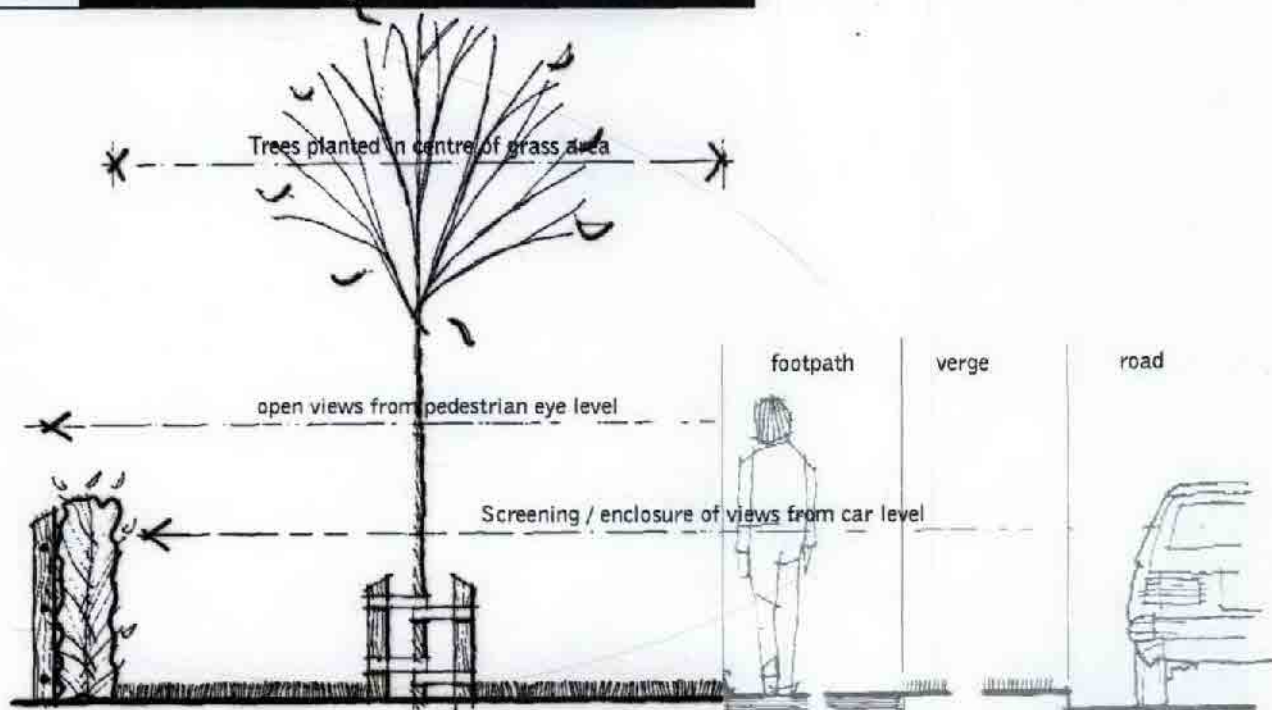 Trees planted in centre of grass area
footpath
verge
road
open views from pedestrian eye level
Screening / enclosure of views from car level